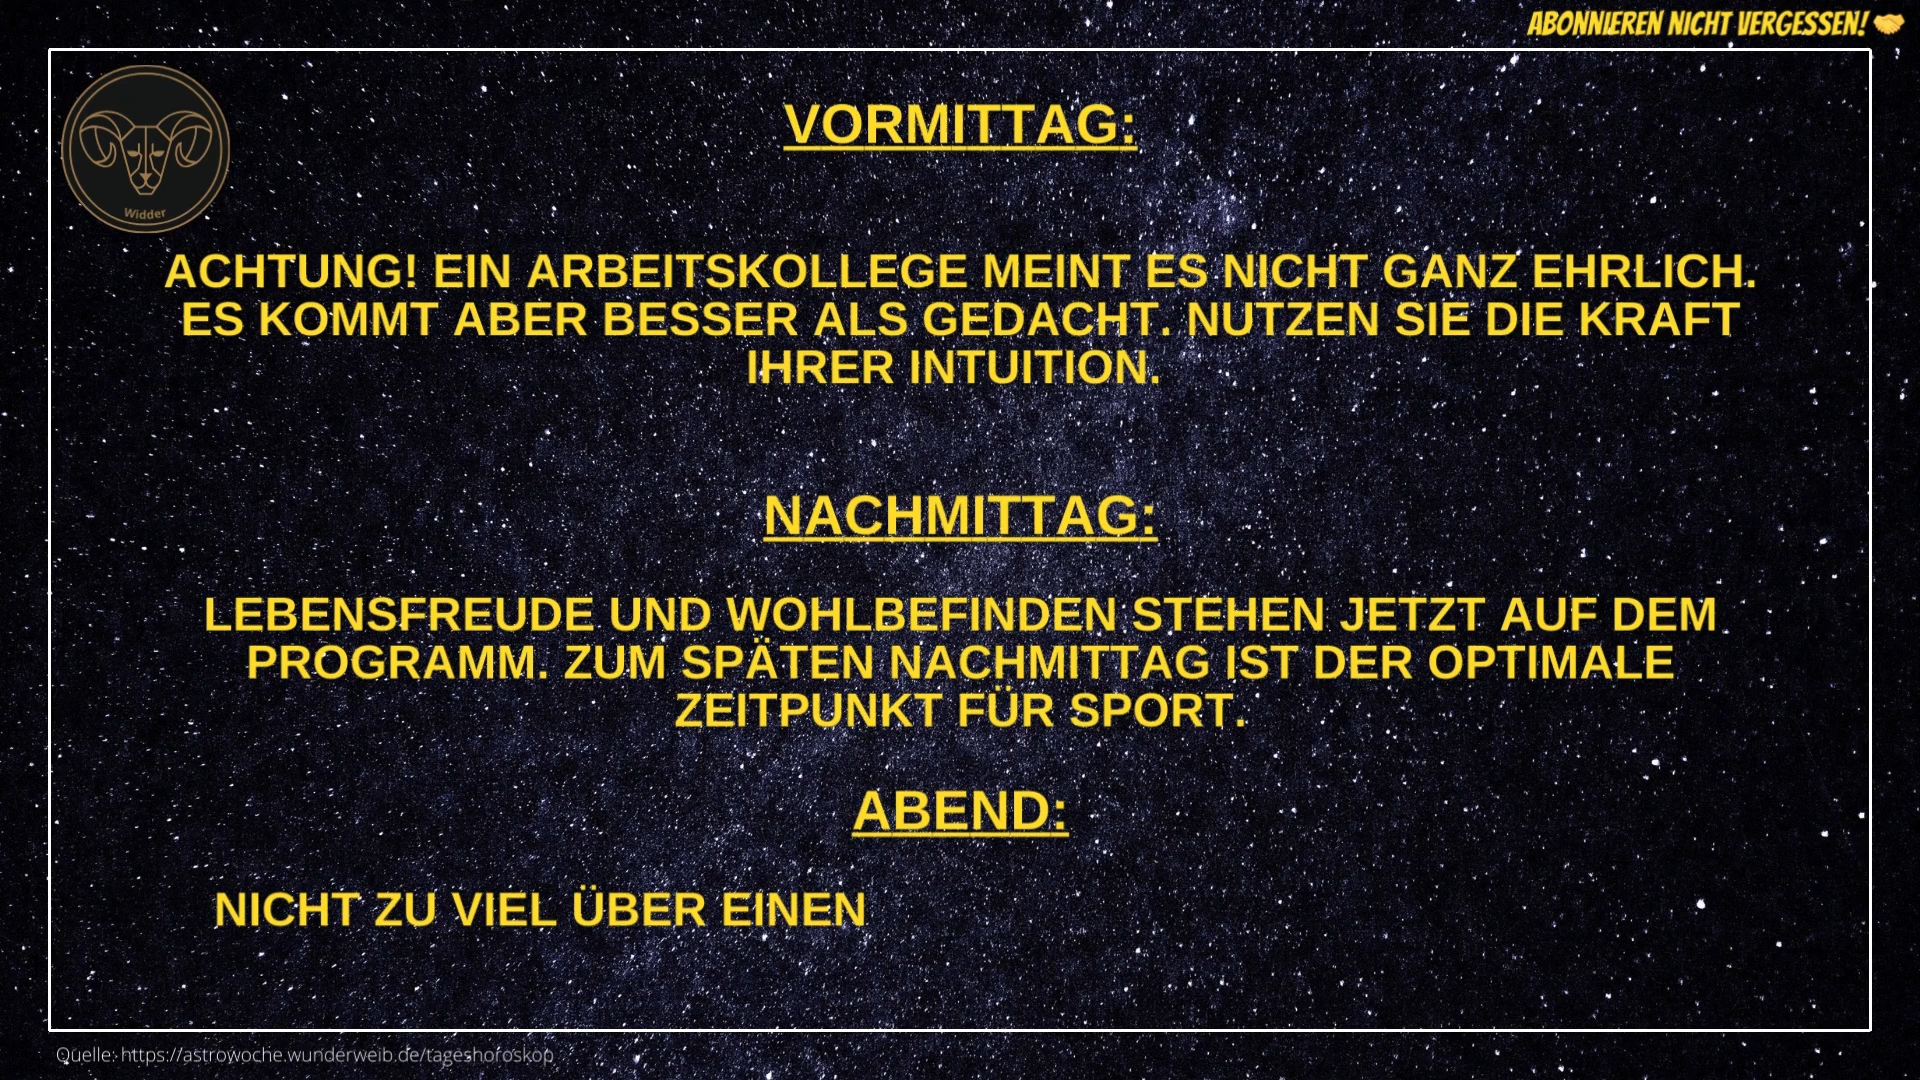 ABONNIEREN NICHT VERGESSEN!
Widder
VORMITTAG:
ACHTUNG! EIN ARBEITSKOLLEGE MEINT ES NICHT GANZ EHRLICH.
ES KOMMT ABER BESSER ALS GEDACHT. NUTZEN SIE DIE KRAFT
IHRER INTUITION.
NACHMITTAG:
LEBENSFREUDE UND WOHLBEFINDEN STEHEN JETZT AUF DEM
PROGRAMM. ZUM SPÄTEN NACHMITTAG IST DER OPTIMALE
ZEITPUNKT FÜR SPORT.
ABEND:
NICHT ZU VIEL ÜBER EINEN
Quelle: https://astrowoche.wunderweib.de/tageshoroskop